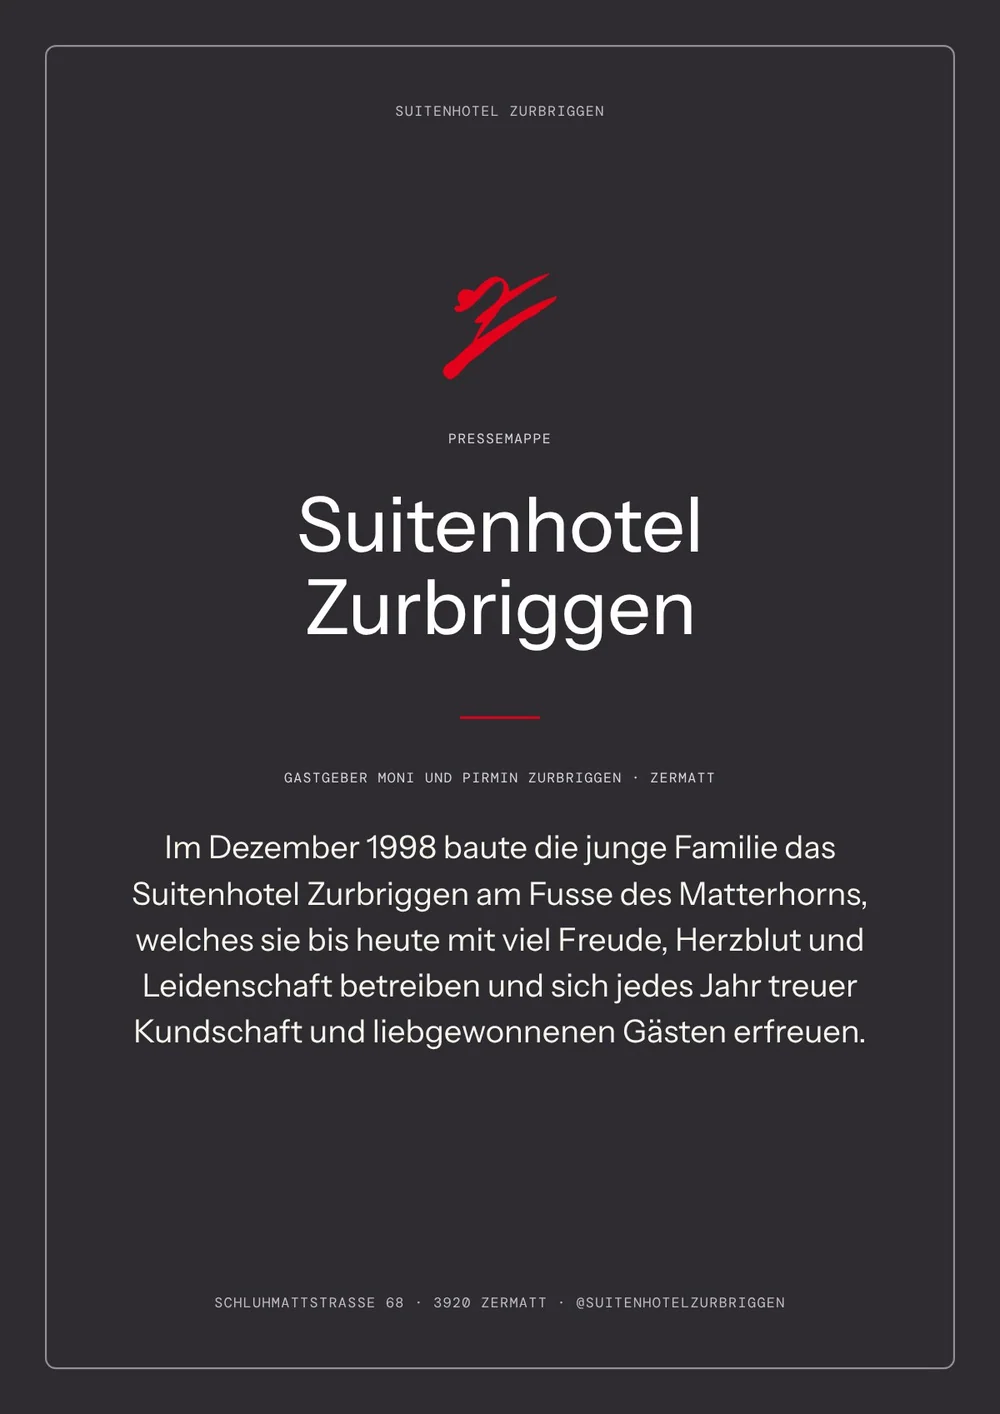 SUITENHOTEL ZURBRIGGEN
PRESSEMAPPE
Suitenhotel
Zurbriggen
GASTGEBER MONI UND PIRMIN ZURBRIGGEN · ZERMATT
Im Dezember 1998 baute die junge Familie das
Suitenhotel Zurbriggen am Fusse des Matterhorns,
welches sie bis heute mit viel Freude, Herzblut und
Leidenschaft betreiben und sich jedes Jahr treuer
Kundschaft und liebgewonnenen Gästen erfreuen.
SCHLUHMATTSTRASSE 68 · 3920 ZERMATT · @SUITENHOTELZURBRIGGEN